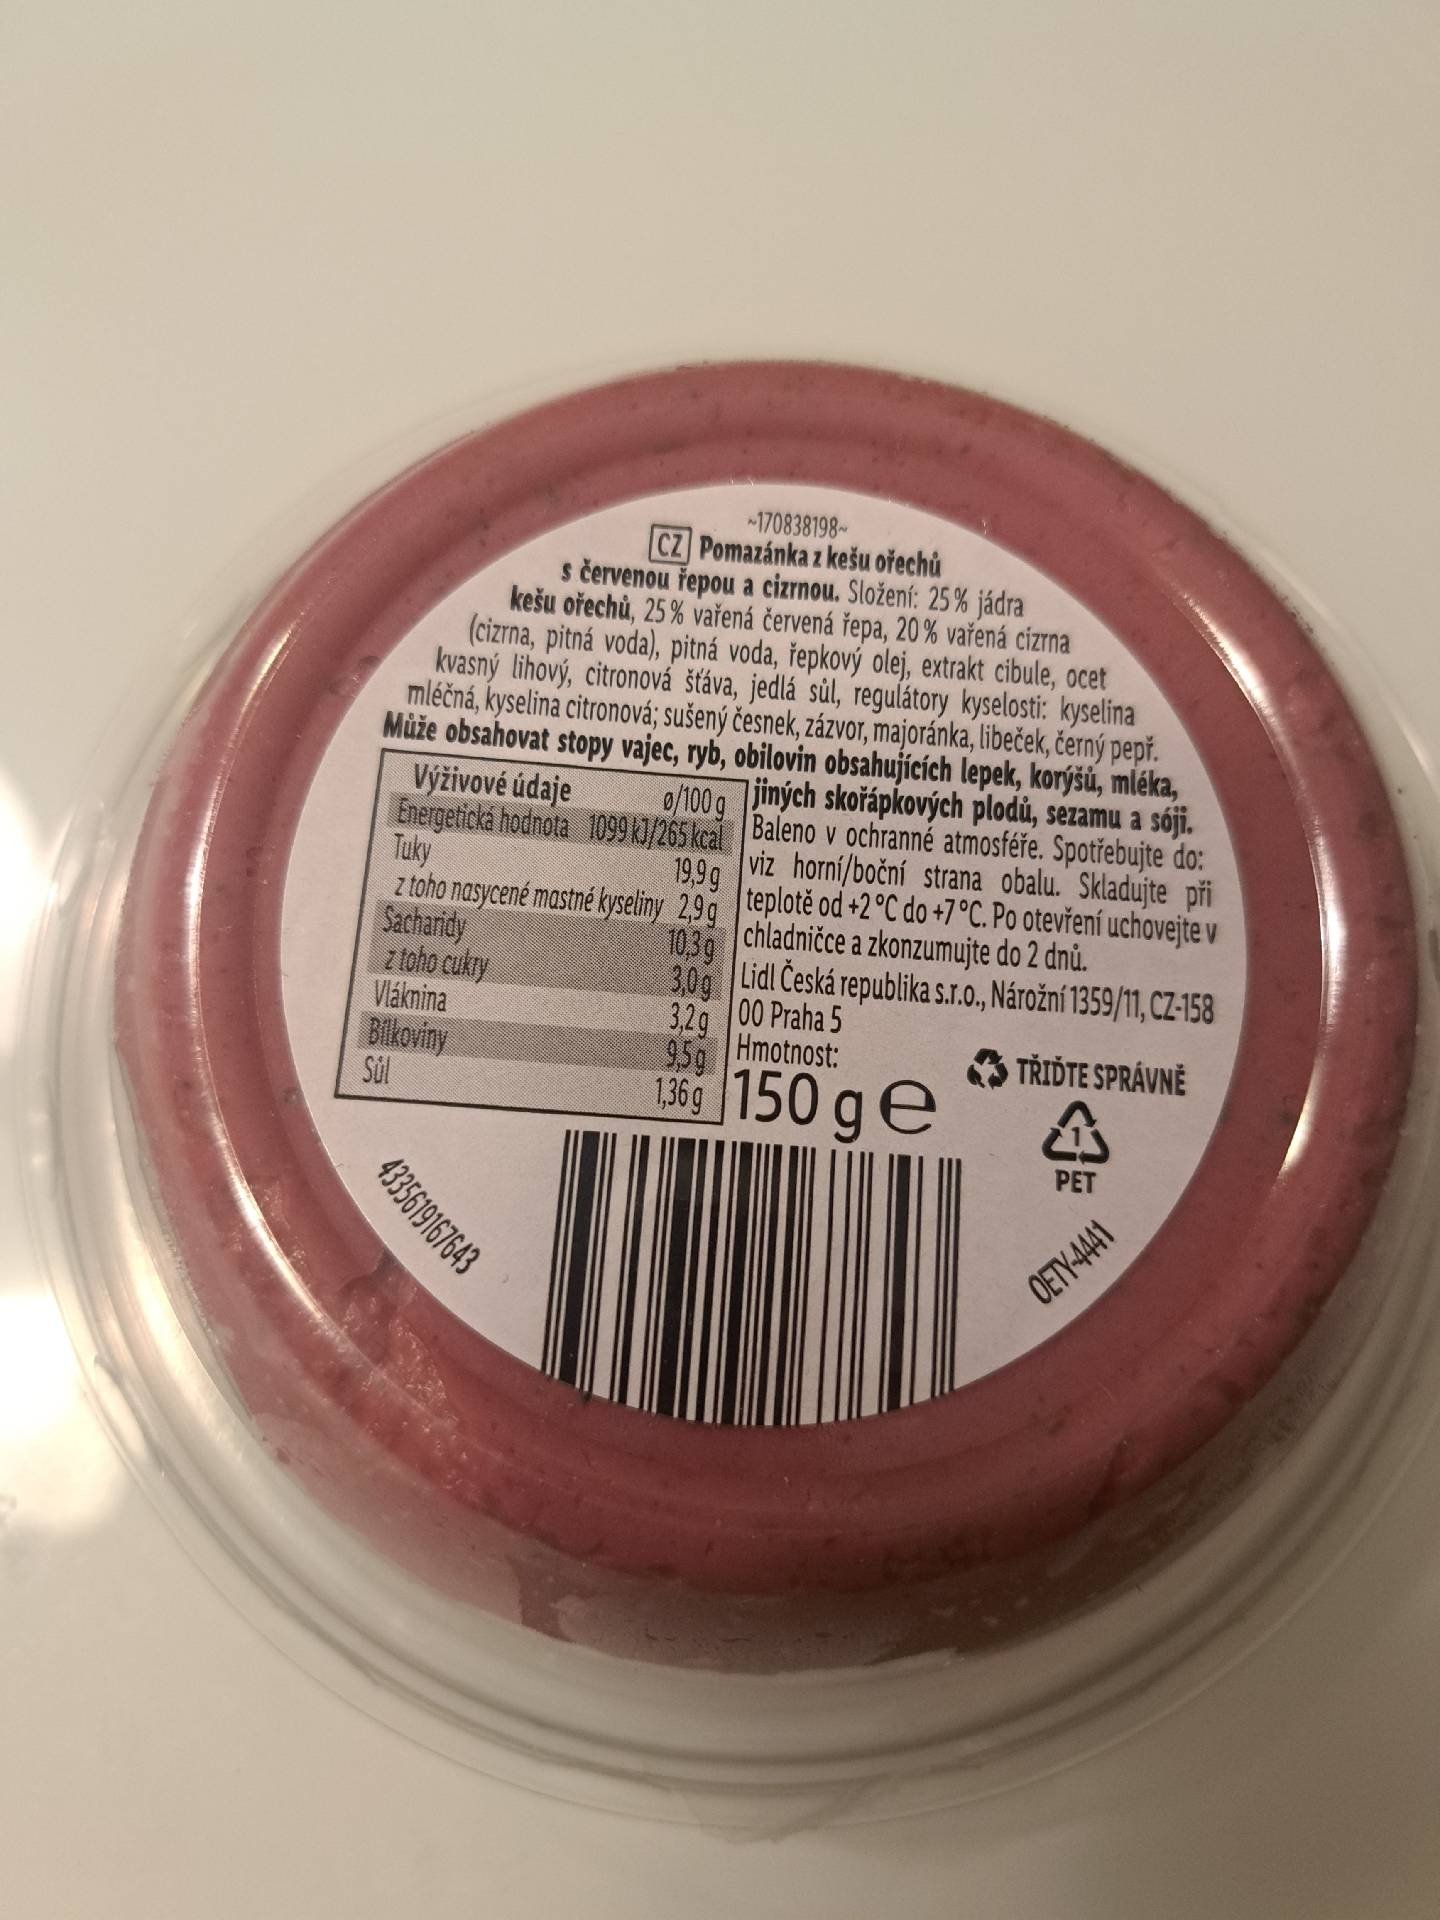 ~170838198~
CZ Pomazánka z kešu ořechů
s červenou řepou a cizrnou. Složení: 25% jádra
kešu ořechů, 25% vařená červená řepa, 20% vařená cizrna
(cizrna, pitná voda), pitná voda, řepkový olej, extrakt cibule, ocet
kvasný lihový, citronová šťáva, jedlá sůl, regulátory kyselosti: kyselina
mléčná, kyselina citronová; sušený česnek, zázvor, majoránka, libeček, černý pepř.
Může obsahovat stopy vajec, ryb, obilovin obsahujících lepek, korýšů, mléka,
jiných skořápkových plodů, sezamu a sóji.
Výživové údaje ø/100 g
Energetická hodnota 1099 kJ/265 kcal
Tuky 19,9 g
z toho nasycené mastné kyseliny 2,9 g
Sacharidy 10,3 g
z toho cukry 3,0 g
Vláknina 3,2 g
Bílkoviny 9,5 g
Sůl 1,36 g
Baleno v ochranné atmosféře. Spotřebujte do:
viz horní/boční strana obalu. Skladujte při
teplotě od +2 °C do +7 °C. Po otevření uchovejte v
chladničce a zkonzumujte do 2 dnů.
Lidl Česká republika s.r.o., Nárožní 1359/11, CZ-158
00 Praha 5
Hmotnost:
150 g e
TŘIĎTE SPRÁVNĚ
1
PET
4335619167643
OETY-4441